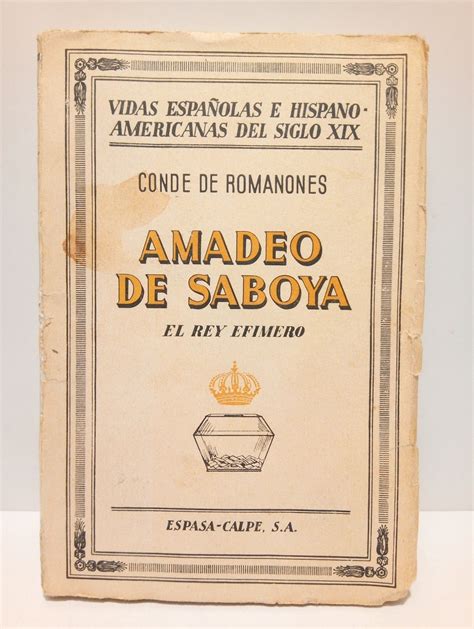 VIDAS ESPAÑOLAS E HISPANO-
AMERICANAS DEL SIGLO XIX
CONDE DE ROMANONES
AMADEO
DE SABOYA
EL REY EFIMERO
ESPASA-CALPE, S.A.